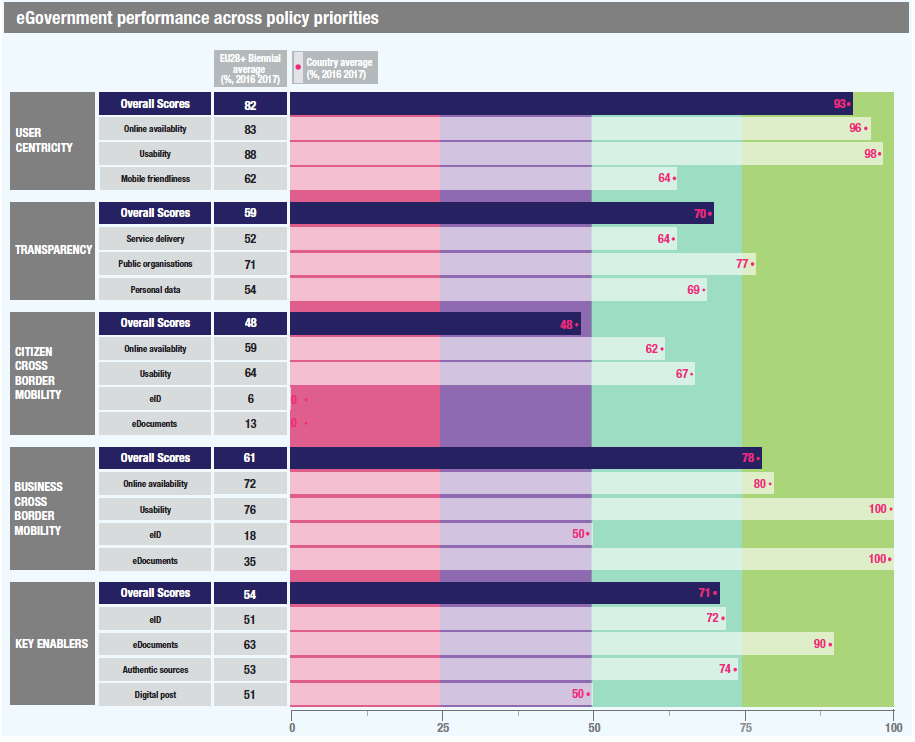 eGovernment performance across policy priorities
EU28+ Biennial
average
(%, 2016 2017)
Country average
(%, 2016 2017)
USER
CENTRICITY
Overall Scores 82 93
Online availablity 83 96
Usability 88 98
Mobile friendliness 62 64
TRANSPARENCY
Overall Scores 59 70
Service delivery 52 64
Public organisations 71 77
Personal data 54 69
CITIZEN
CROSS
BORDER
MOBILITY
Overall Scores 48 48
Online availablity 59 62
Usability 64 67
eID 6 0
eDocuments 13 0
BUSINESS
CROSS
BORDER
MOBILITY
Overall Scores 61 78
Online availability 72 80
Usability 76 100
eID 18 50
eDocuments 35 100
KEY ENABLERS
Overall Scores 54 71
eID 51 72
eDocuments 63 90
Authentic sources 53 74
Digital post 51 50
0 25 50 75 100